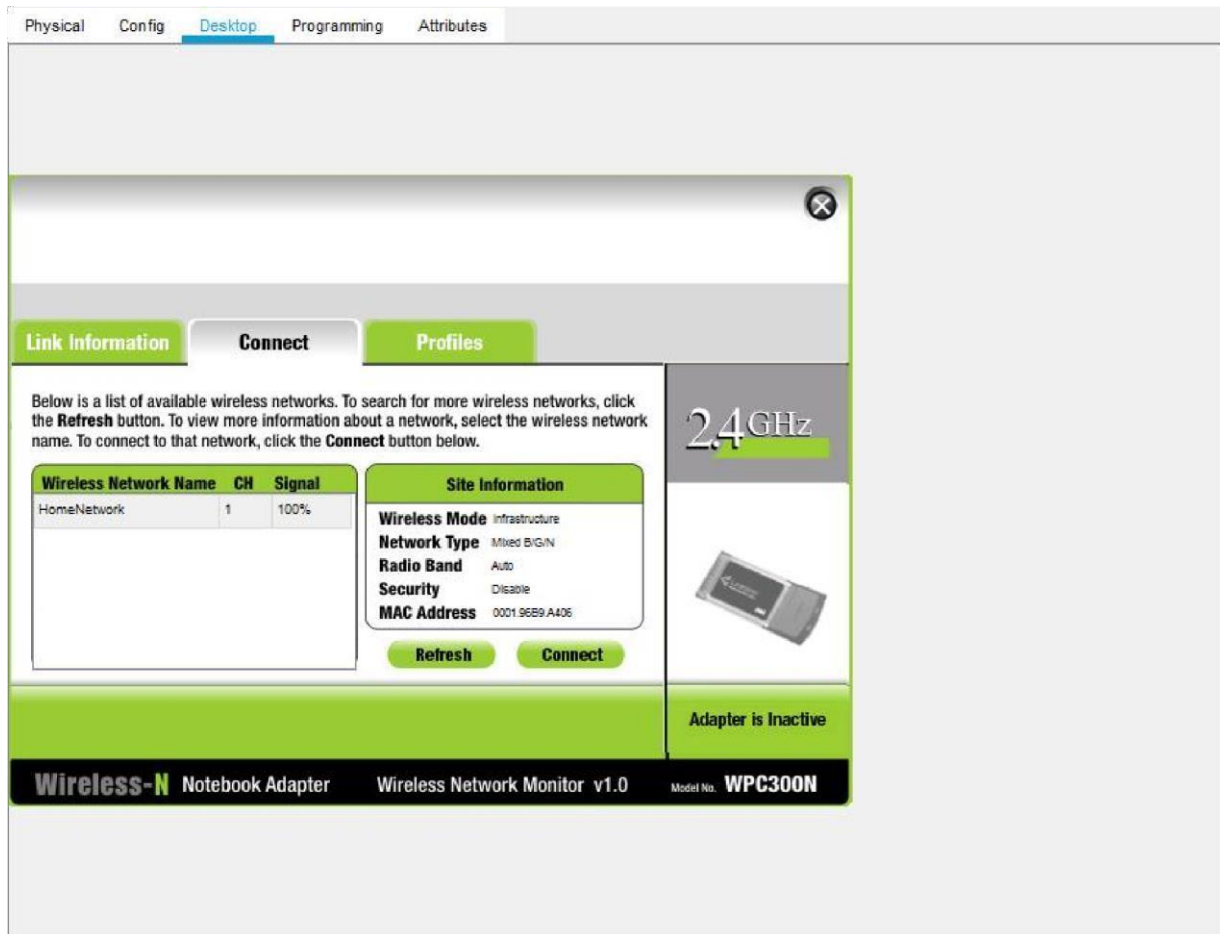 Physical Config Desktop Programming Attributes
Link Information Connect Profiles
Below is a list of available wireless networks. To search for more wireless networks, click
the Refresh button. To view more information about a network, select the wireless network
name. To connect to that network, click the Connect button below.
2.4GHz
Wireless Network Name CH Signal
HomeNetwork 1 100%
Site Information
Wireless Mode Infrastructure
Network Type Mixed B/G/N
Radio Band Auto
Security Disable
MAC Address 0001.96B9.A406
Refresh Connect
Adapter is Inactive
Wireless-N Notebook Adapter Wireless Network Monitor v1.0 Model No. WPC300N